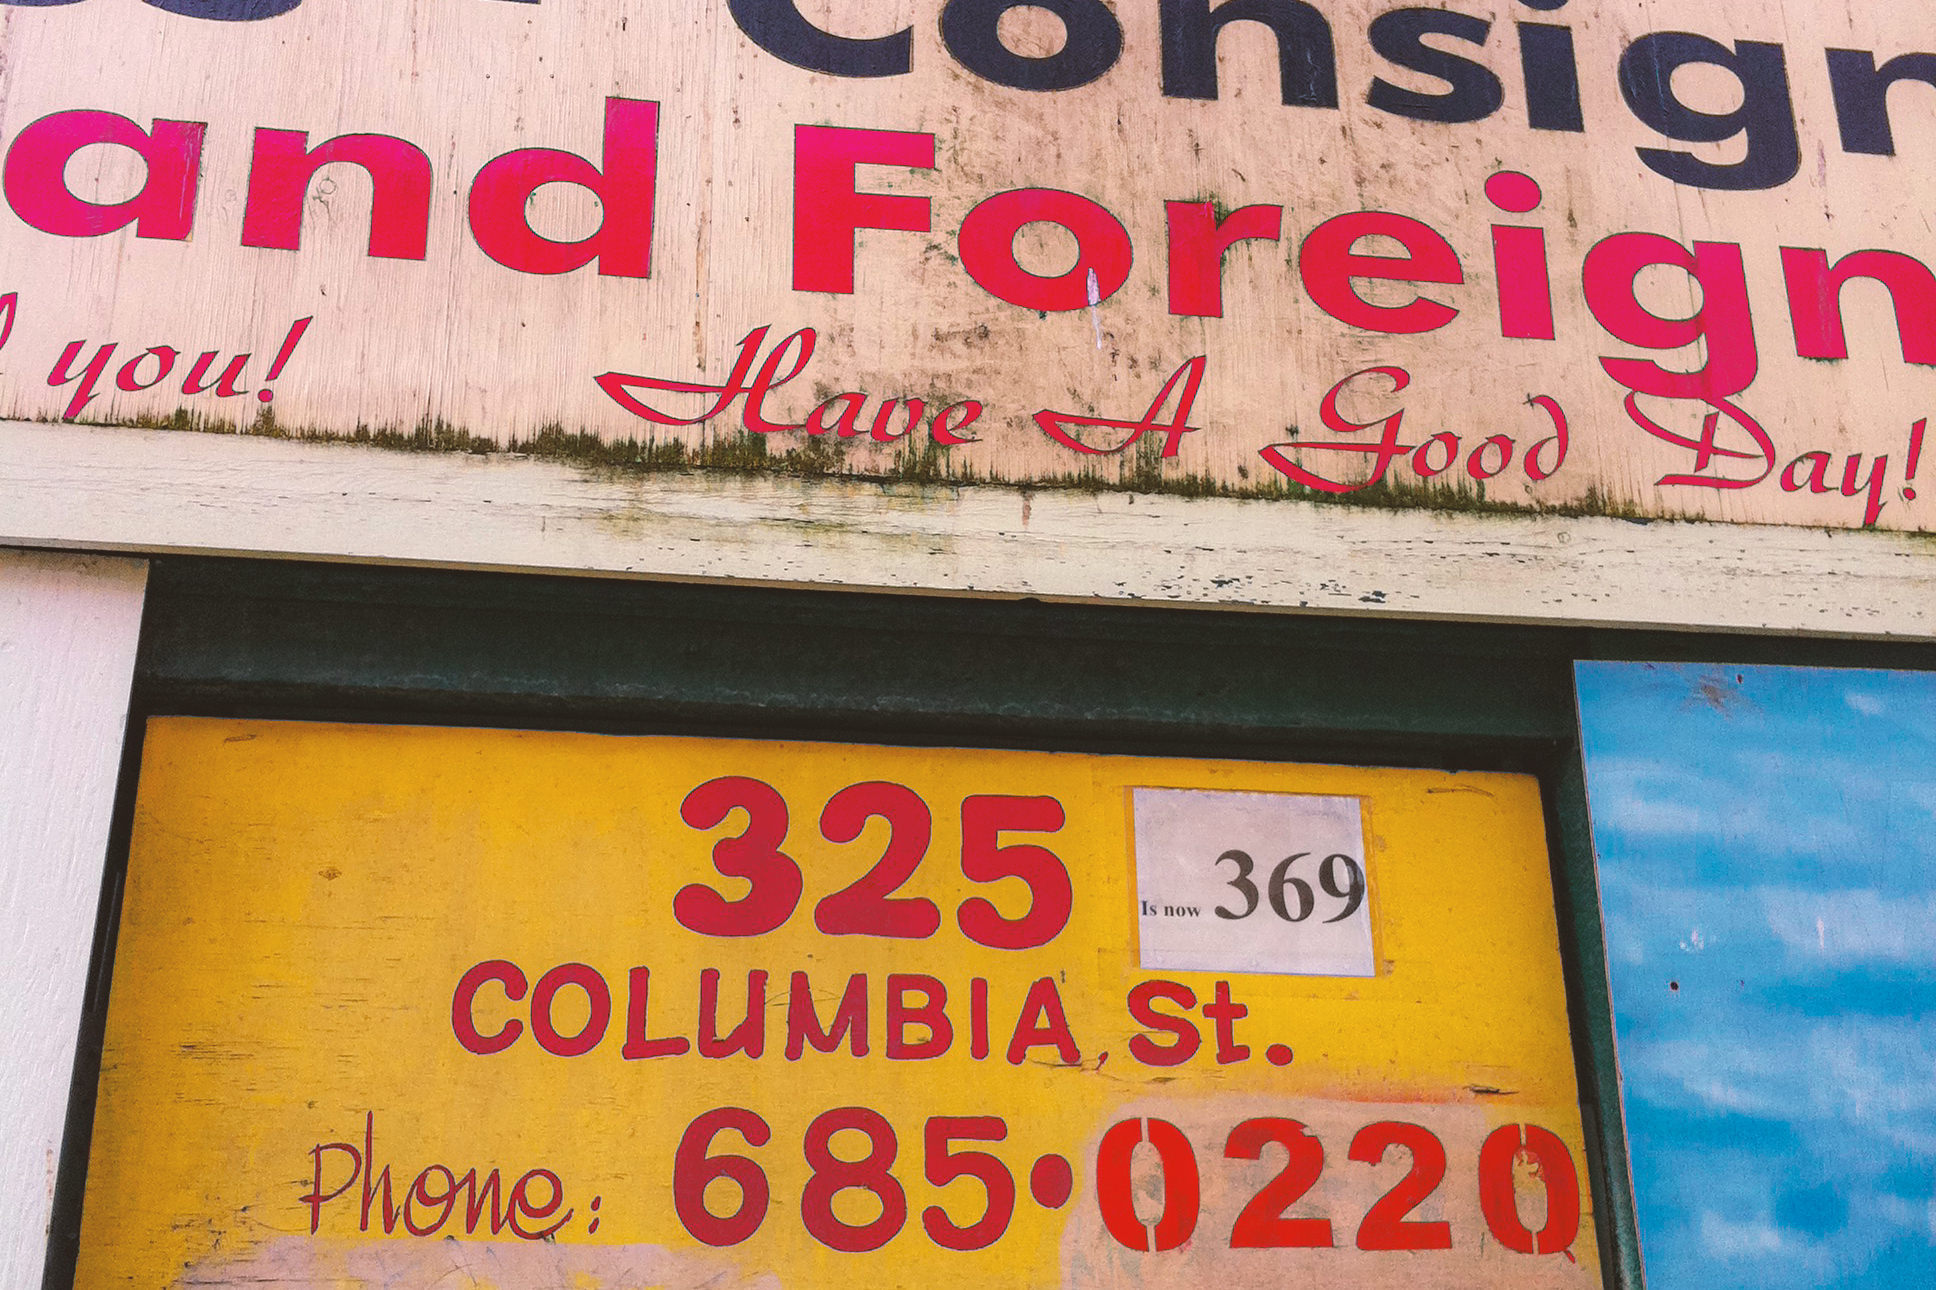 Consign
and Foreign
you! Have A Good Day!
325 Is now 369
COLUMBIA, St.
Phone: 685•0220